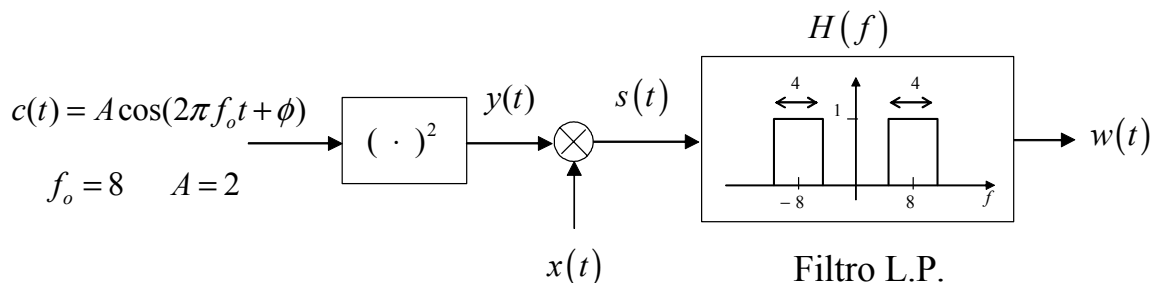 H(f)
c(t) = A cos(2πf_o t + ϕ)
f_o = 8 A = 2
( · )²
y(t)
s(t)
x(t)
4 4
1
– 8 8 f
w(t)
Filtro L.P.